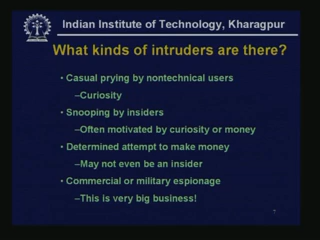 Indian Institute of Technology, Kharagpur
What kinds of intruders are there?
• Casual prying by nontechnical users
–Curiosity
• Snooping by insiders
–Often motivated by curiosity or money
• Determined attempt to make money
–May not even be an insider
• Commercial or military espionage
–This is very big business!